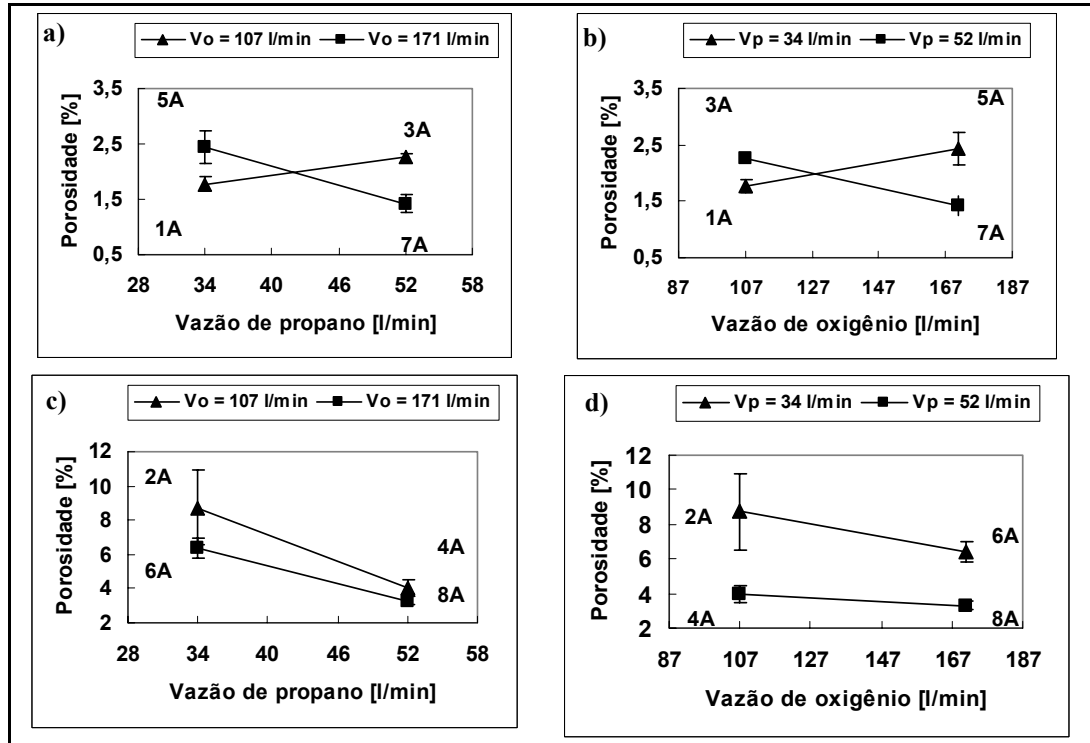 a)
Vo = 107 l/min Vo = 171 l/min
Porosidade [%]
3,5
2,5
1,5
0,5
5A
3A
1A
7A
28 34 40 46 52 58
Vazão de propano [l/min]
b)
Vp = 34 l/min Vp = 52 l/min
Porosidade [%]
3,5
2,5
1,5
0,5
3A
5A
1A
7A
87 107 127 147 167 187
Vazão de oxigênio [l/min]
c)
Vo = 107 l/min Vo = 171 l/min
Porosidade [%]
12
10
8
6
4
2
2A
4A
6A
8A
28 34 40 46 52 58
Vazão de propano [l/min]
d)
Vp = 34 l/min Vp = 52 l/min
Porosidade [%]
12
10
8
6
4
2
2A
6A
4A
8A
87 107 127 147 167 187
Vazão de oxigênio [l/min]